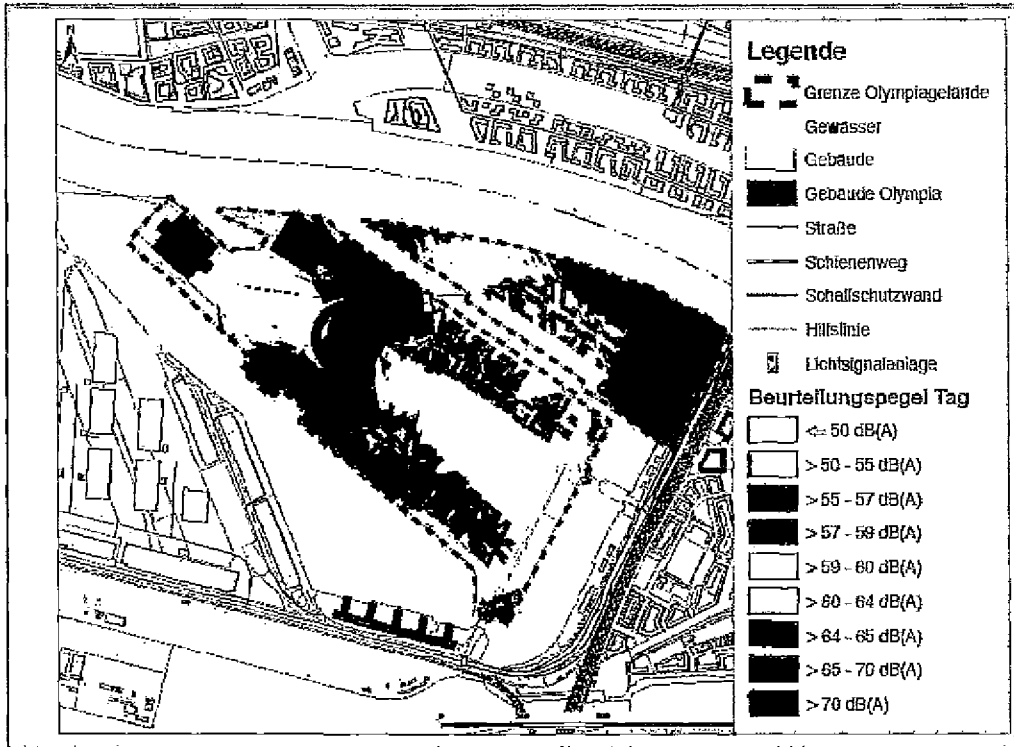 N
Legende
Grenze Olympiagelände
Gewässer
Gebäude
Gebäude Olympia
Straße
Schienenweg
Schallschutzwand
Hilfslinie
Lichtsignalanlage
Beurteilungspegel Tag
<= 50 dB(A)
> 50 - 55 dB(A)
> 55 - 57 dB(A)
> 57 - 59 dB(A)
> 59 - 60 dB(A)
> 60 - 64 dB(A)
> 64 - 65 dB(A)
> 65 - 70 dB(A)
> 70 dB(A)